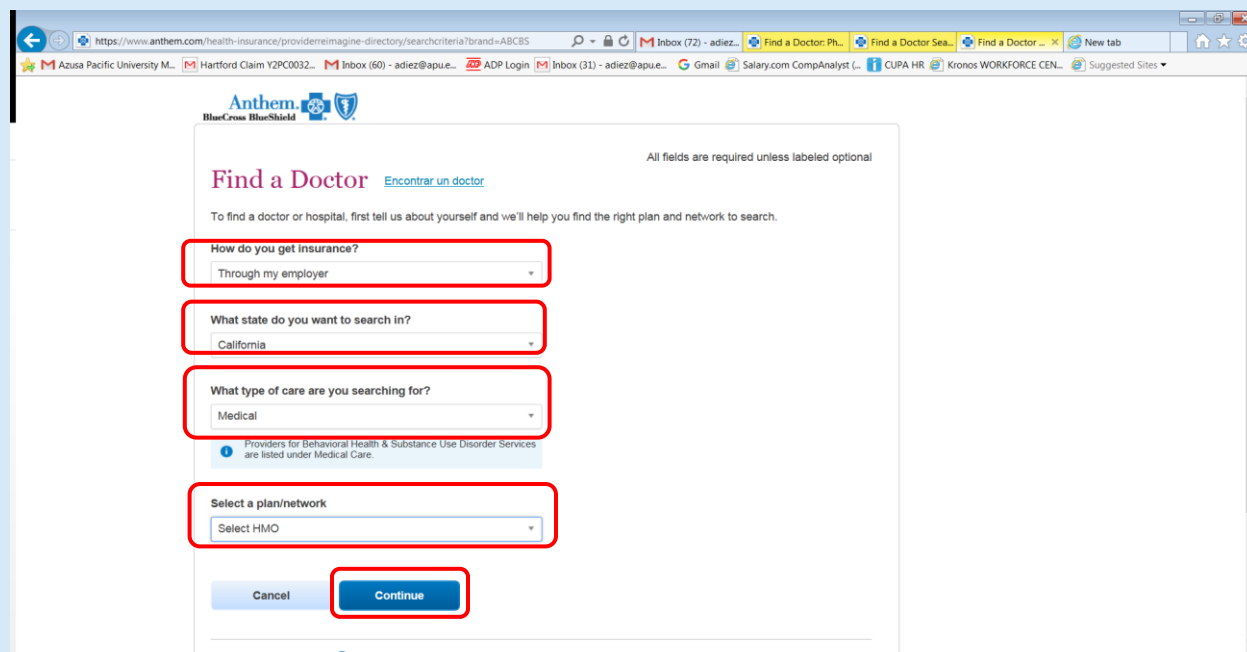 https://www.anthem.com/health-insurance/providerreimagine-directory/searchcriteria?brand=ABCBS
Inbox (72) - adiez...
Find a Doctor: Ph...
Find a Doctor Sea...
Find a Doctor ...
New tab
Azusa Pacific University M...
Hartford Claim Y2PC0032...
Inbox (60) - adiez@apu.e...
ADP Login
Inbox (31) - adiez@apu.e...
Gmail
Salary.com CompAnalyst (...
CUPA HR
Kronos WORKFORCE CEN...
Suggested Sites
Anthem.
BlueCross BlueShield
All fields are required unless labeled optional
Find a Doctor
Encontrar un doctor
To find a doctor or hospital, first tell us about yourself and we'll help you find the right plan and network to search.
How do you get insurance?
Through my employer
What state do you want to search in?
California
What type of care are you searching for?
Medical
Providers for Behavioral Health & Substance Use Disorder Services
are listed under Medical Care.
Select a plan/network
Select HMO
Cancel
Continue